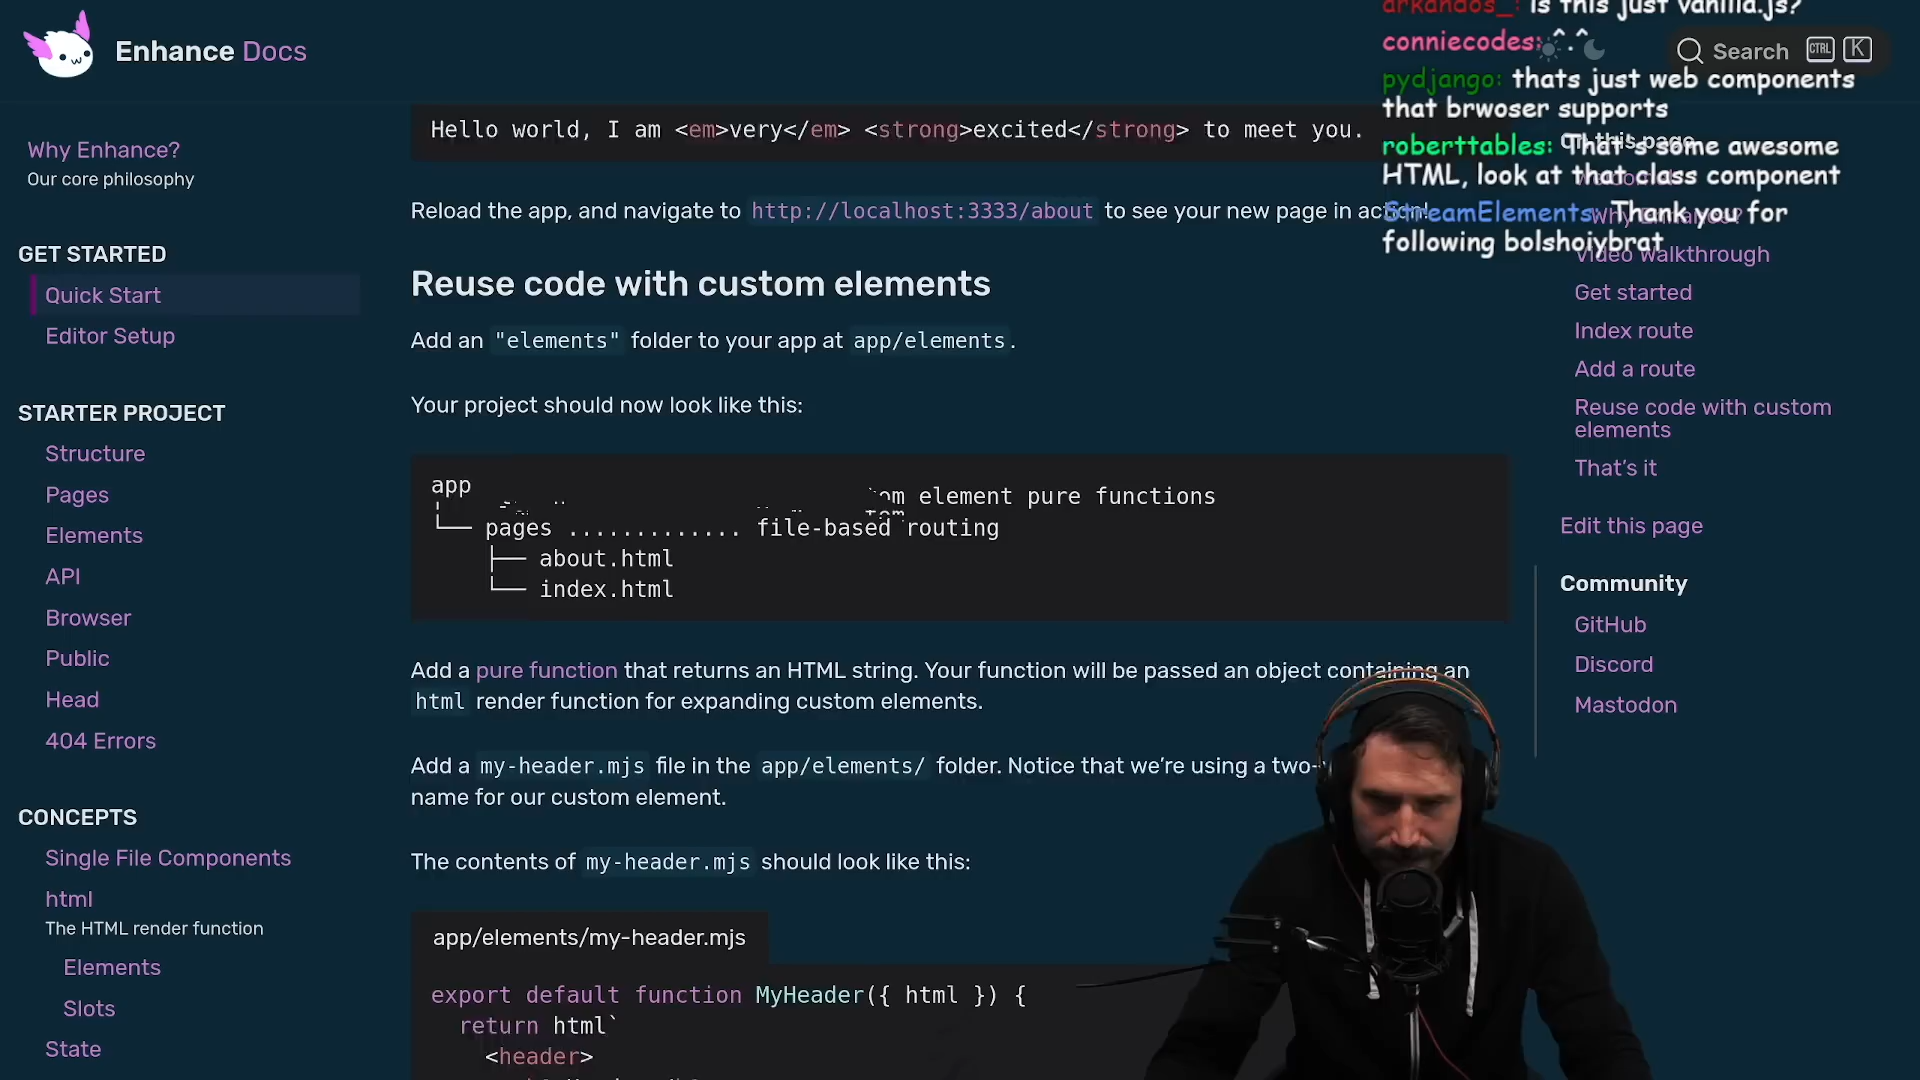 Enhance Docs
arkandos_: is this just vanilla.js?
conniecodes: ^.^
pydjango: thats just web components
that brwoser supports
roberttables: That's some awesome
HTML, look at that class component
StreamElements: Thank you for
following bolshoiybrat
Search CTRL K
Why Enhance?
Our core philosophy
GET STARTED
Quick Start
Editor Setup
STARTER PROJECT
Structure
Pages
Elements
API
Browser
Public
Head
404 Errors
CONCEPTS
Single File Components
html
The HTML render function
Elements
Slots
State
Hello world, I am <em>very</em> <strong>excited</strong> to meet you.
Reload the app, and navigate to http://localhost:3333/about to see your new page in action!
Reuse code with custom elements
Add an "elements" folder to your app at app/elements.
Your project should now look like this:
app
element pure functions
└── pages ............. file-based routing
├── about.html
└── index.html
Add a pure function that returns an HTML string. Your function will be passed an object containing an
html render function for expanding custom elements.
Add a my-header.mjs file in the app/elements/ folder. Notice that we’re using a two-
name for our custom element.
The contents of my-header.mjs should look like this:
app/elements/my-header.mjs
export default function MyHeader({ html }) {
return html`
<header>
On this page
Welcome!
Why Enhance?
Video walkthrough
Get started
Index route
Add a route
Reuse code with custom
elements
That’s it
Edit this page
Community
GitHub
Discord
Mastodon